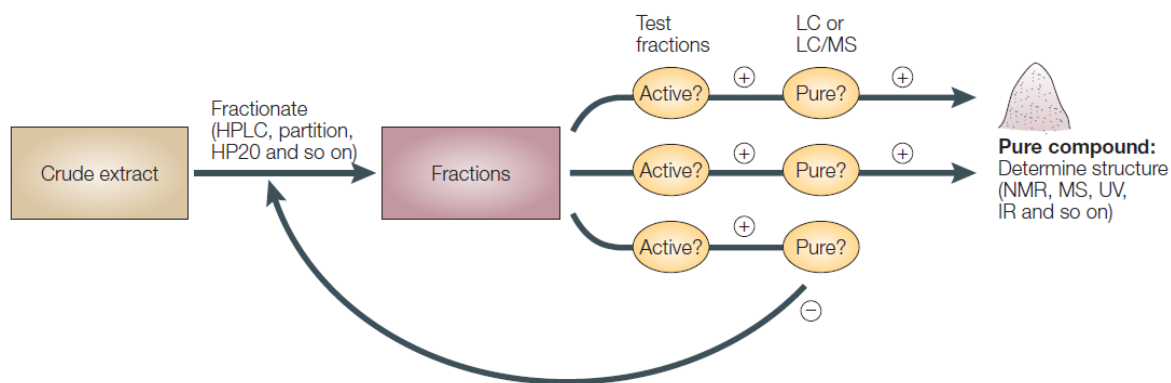 Test
fractions
LC or
LC/MS
Fractionate
(HPLC, partition,
HP20 and so on)
Crude extract
Fractions
Active?
+
Pure?
+
Active?
+
Pure?
+
Active?
+
Pure?
−
Pure compound:
Determine structure
(NMR, MS, UV,
IR and so on)